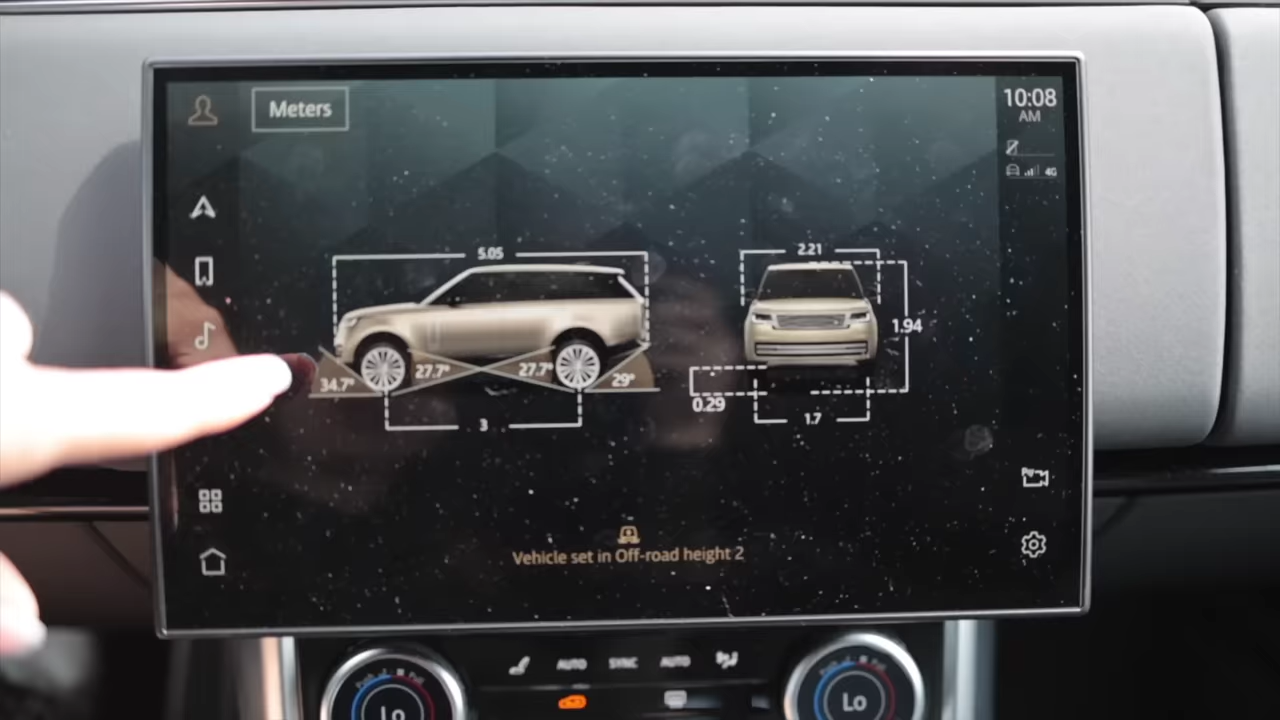 Meters
10:08
AM
4G
5.05
2.21
1.94
34.7°
27.7°
27.7°
29°
0.29
3
1.7
Vehicle set in Off-road height 2
AUTO
SYNC
AUTO
Lo
Lo